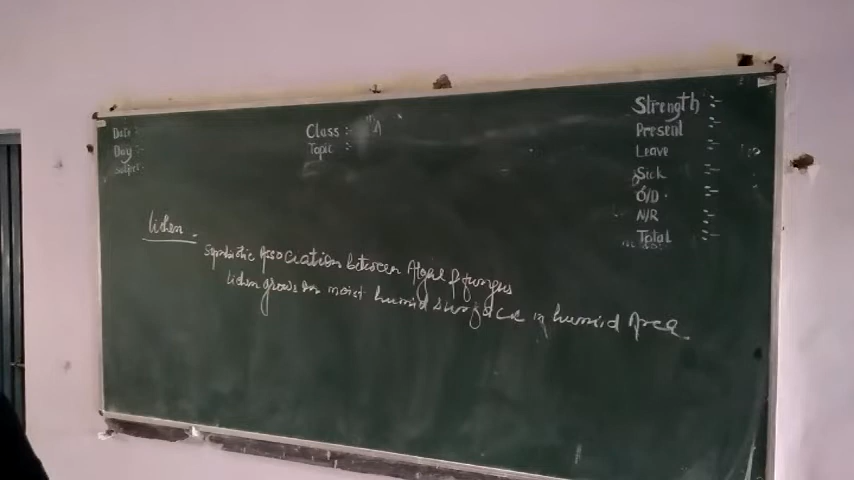 Date :
Day :
Subject :
Class : "A
Topic :
Strength :-
Present :-
Leave :-
Sick :-
O/D :-
N/R :-
Total :-
lichen -
Symbiotic Association between Algae & fungus
lichen grows on moist humid surface in humid Area